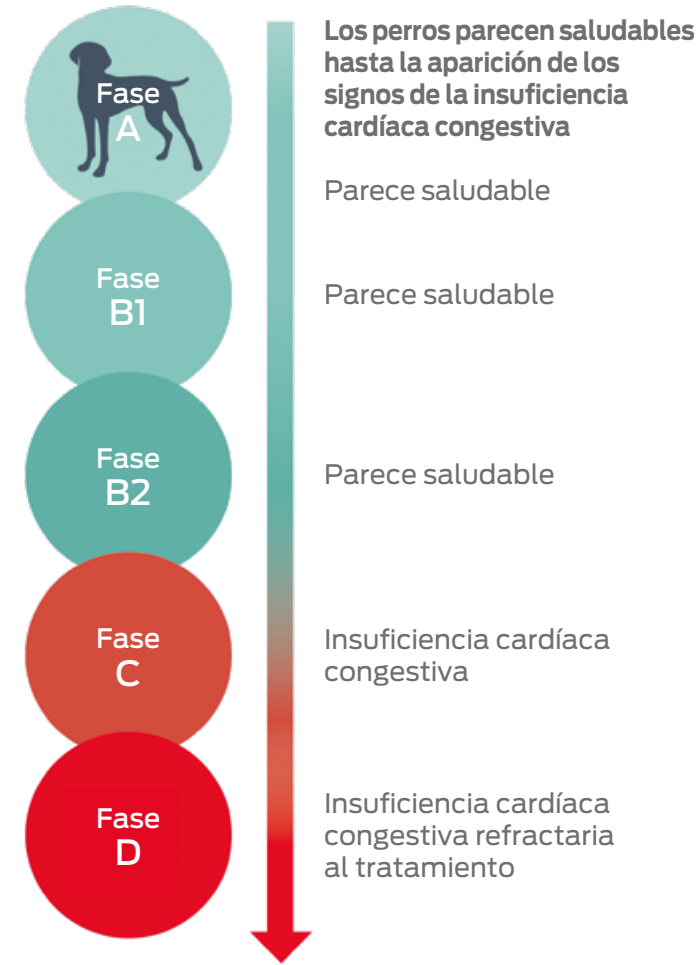 Los perros parecen saludables
hasta la aparición de los
signos de la insuficiencia
cardíaca congestiva
Fase
A
Parece saludable
Fase
B1
Parece saludable
Fase
B2
Parece saludable
Fase
C
Insuficiencia cardíaca
congestiva
Fase
D
Insuficiencia cardíaca
congestiva refractaria
al tratamiento